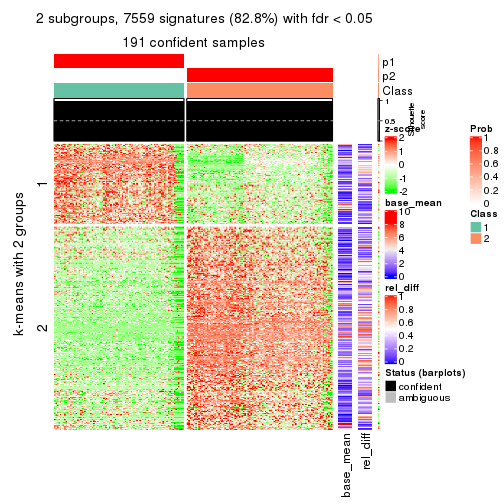 2 subgroups, 7559 signatures (82.8%) with fdr < 0.05
191 confident samples
p1
p2
Class
1
0.5
Silhouette
score
k-means with 2 groups
1
2
base_mean
rel_diff
z-score
2
1
0
-1
-2
base_mean
10
8
6
4
2
0
rel_diff
1
0.8
0.6
0.4
0.2
0
Status (barplots)
confident
ambiguous
Prob
1
0.8
0.6
0.4
0.2
0
Class
1
2